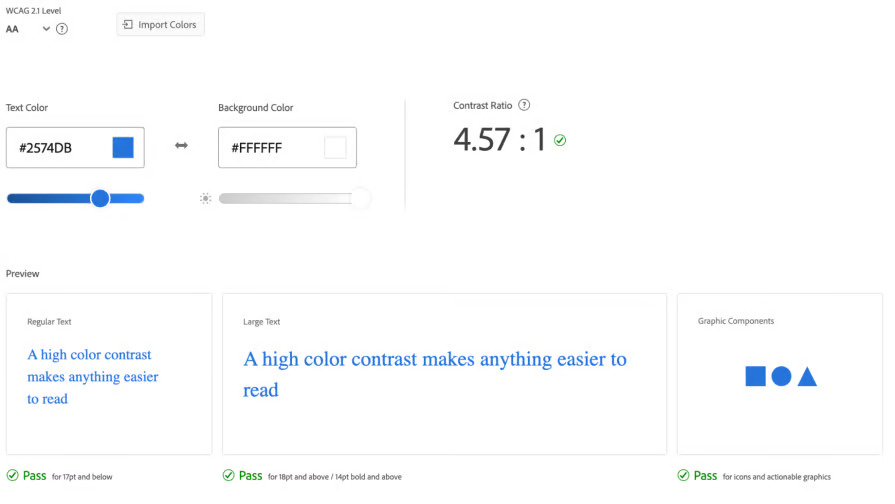 WCAG 2.1 Level
AA
Import Colors
Text Color
Background Color
Contrast Ratio
#2574DB
#FFFFFF
4.57 : 1
Preview
Regular Text
A high color contrast
makes anything easier
to read
Large Text
A high color contrast makes anything easier to
read
Graphic Components
Pass for 17pt and below
Pass for 18pt and above / 14pt bold and above
Pass for icons and actionable graphics